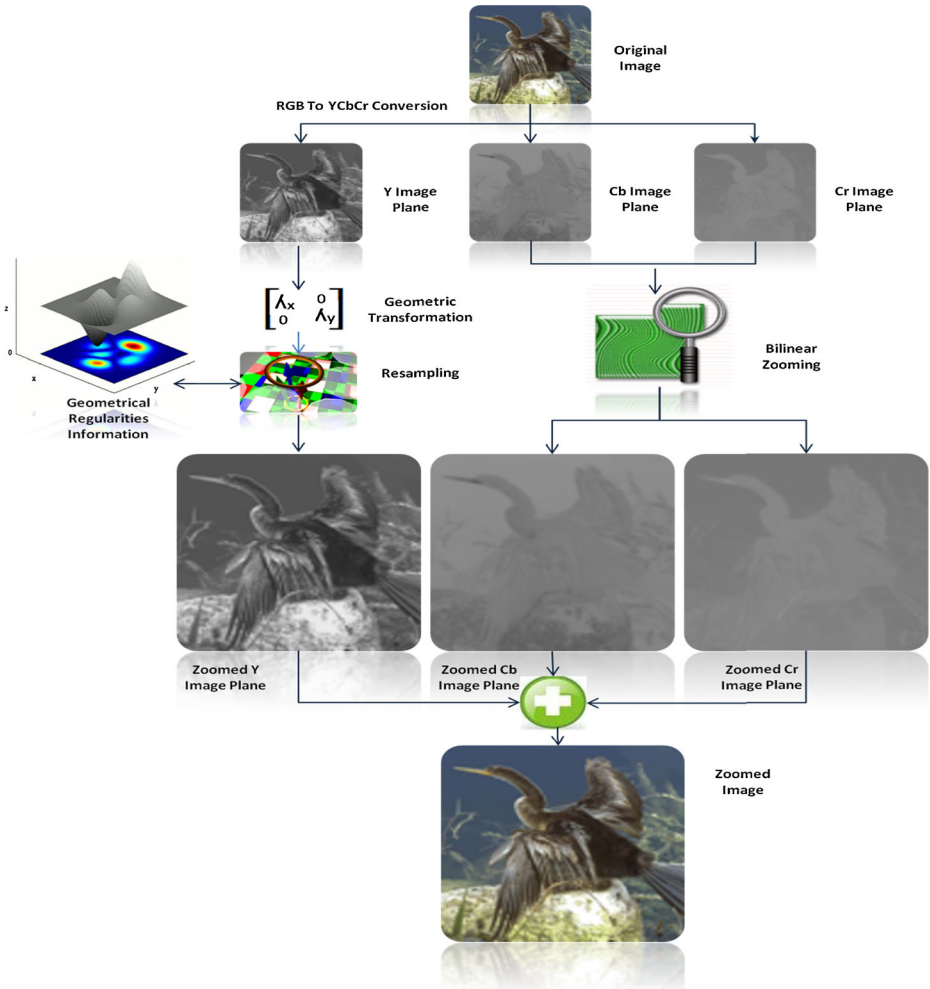 Original
Image
RGB To YCbCr Conversion
Y Image
Plane
Cb Image
Plane
Cr Image
Plane
λx 0
0 λy
Geometric
Transformation
Resampling
Bilinear
Zooming
z
0
x
y
Geometrical
Regularities
Information
Zoomed Y
Image Plane
Zoomed Cb
Image Plane
Zoomed Cr
Image Plane
Zoomed
Image